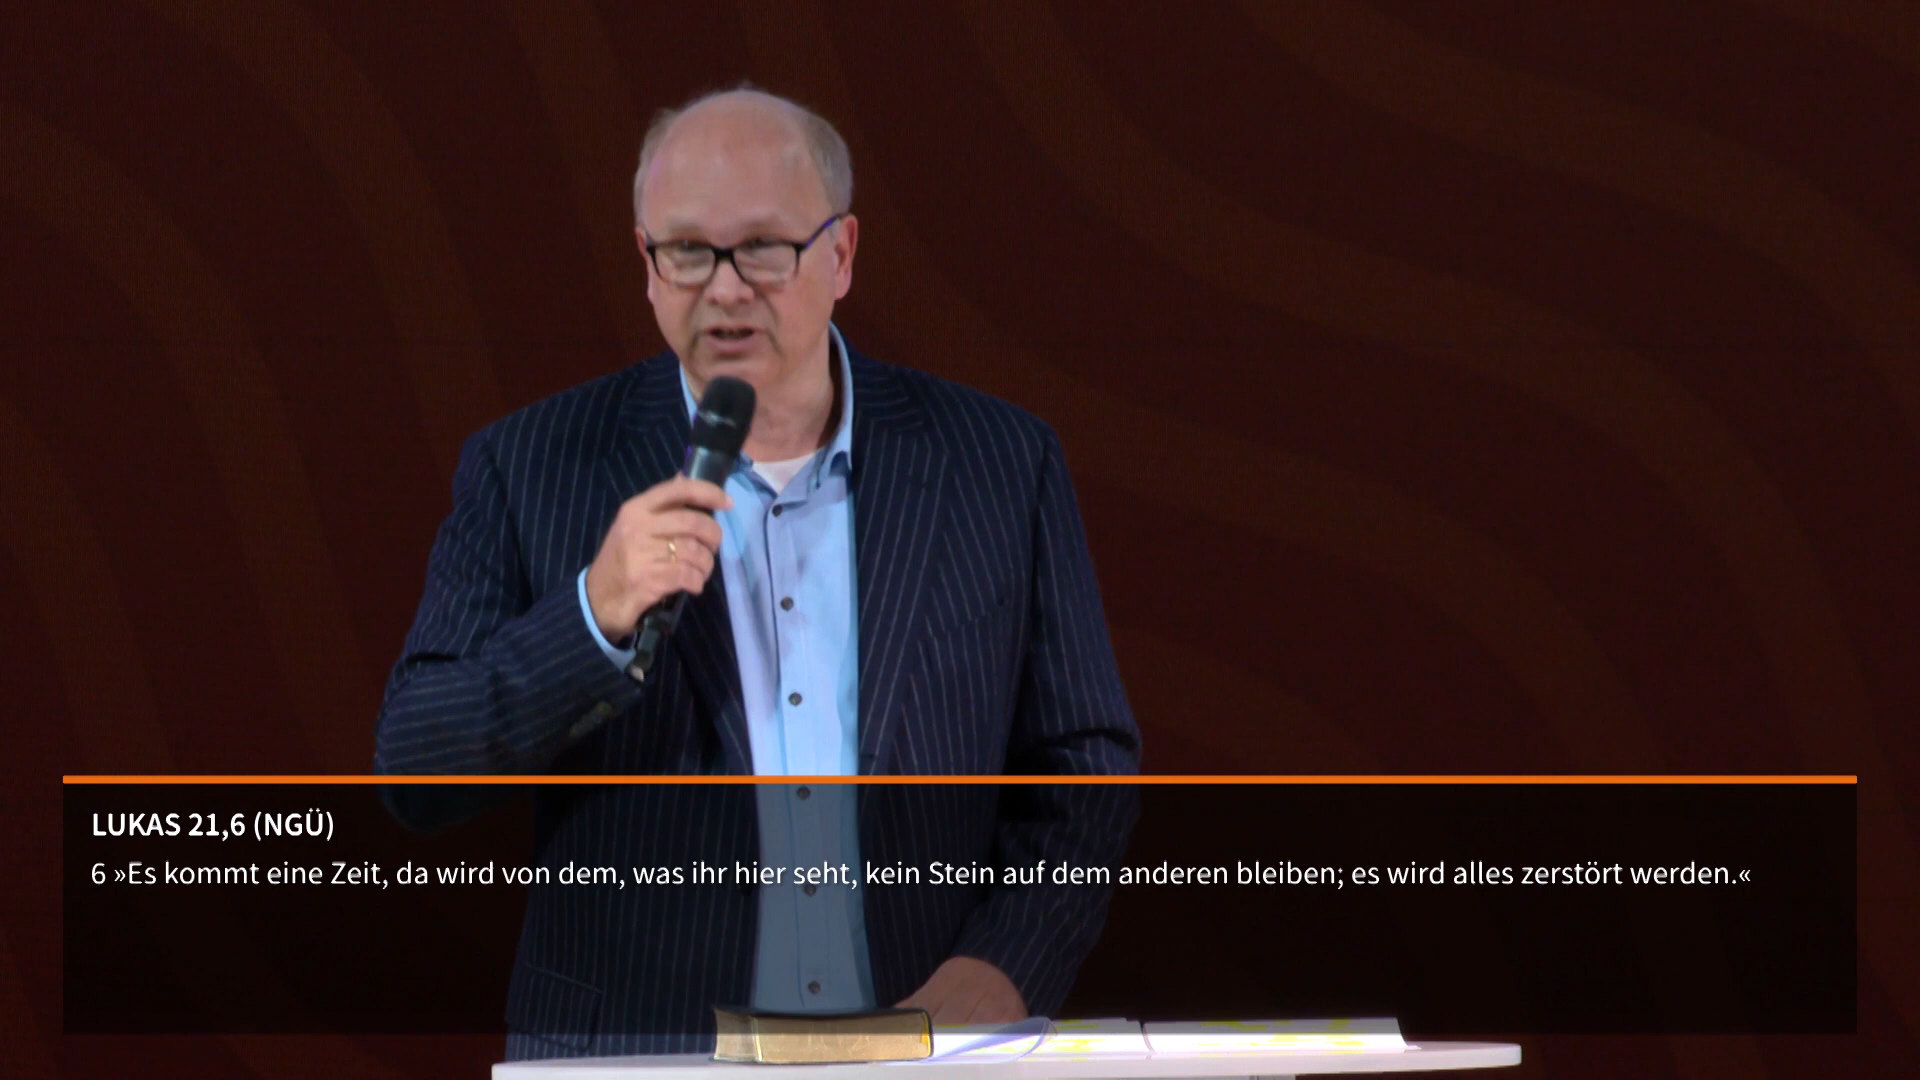 LUKAS 21,6 (NGÜ)
6 »Es kommt eine Zeit, da wird von dem, was ihr hier seht, kein Stein auf dem anderen bleiben; es wird alles zerstört werden.«